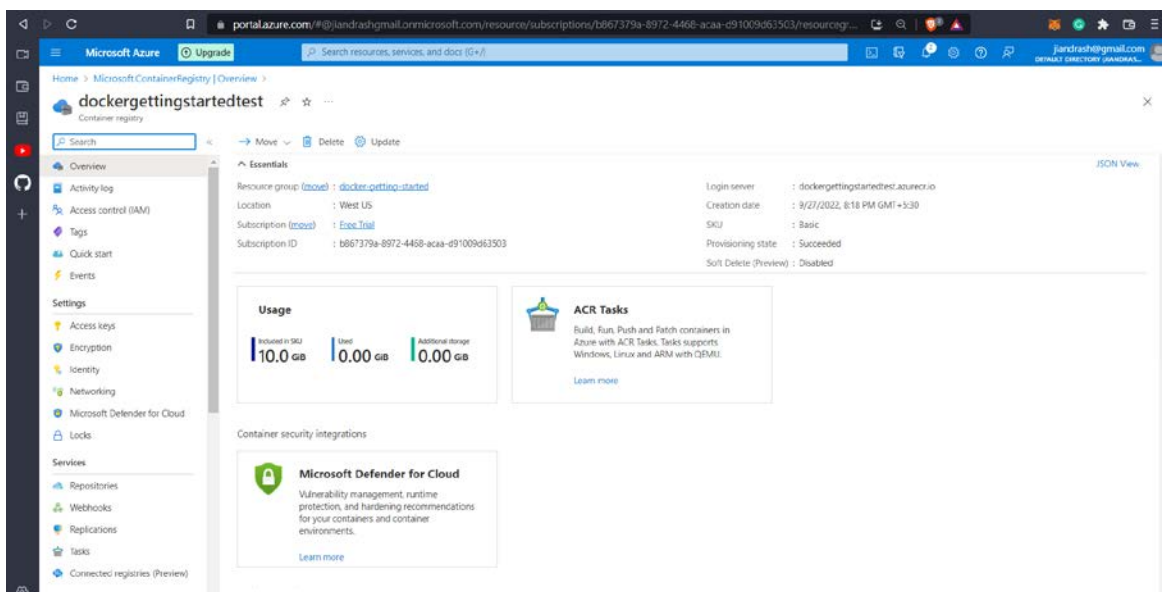 portal.azure.com/#@jiandrashgmail.onmicrosoft.com/resource/subscriptions/b867379a-8972-4468-acaa-d91009d63503/resourcegr...
Microsoft Azure
Upgrade
Search resources, services, and docs (G+/)
jiandrash@gmail.com
DEFAULT DIRECTORY (JIANDRAS...
Home > Microsoft.ContainerRegistry | Overview >
dockergettingstartedtest
Container registry
Search
Move
Delete
Update
Overview
Activity log
Access control (IAM)
Tags
Quick start
Events
Settings
Access keys
Encryption
Identity
Networking
Microsoft Defender for Cloud
Locks
Services
Repositories
Webhooks
Replications
Tasks
Connected registries (Preview)
Essentials
JSON View
Resource group (move) : docker-getting-started
Location : West US
Subscription (move) : Free Trial
Subscription ID : b867379a-8972-4468-acaa-d91009d63503
Login server : dockergettingstartedtest.azurecr.io
Creation date : 9/27/2022, 8:18 PM GMT+5:30
SKU : Basic
Provisioning state : Succeeded
Soft Delete (Preview) : Disabled
Usage
Included in SKU
10.0 GiB
Used
0.00 GiB
Additional storage
0.00 GiB
ACR Tasks
Build, Run, Push and Patch containers in
Azure with ACR Tasks. Tasks supports
Windows, Linux and ARM with QEMU.
Learn more
Container security integrations
Microsoft Defender for Cloud
Vulnerability management, runtime
protection, and hardening recommendations
for your containers and container
environments.
Learn more